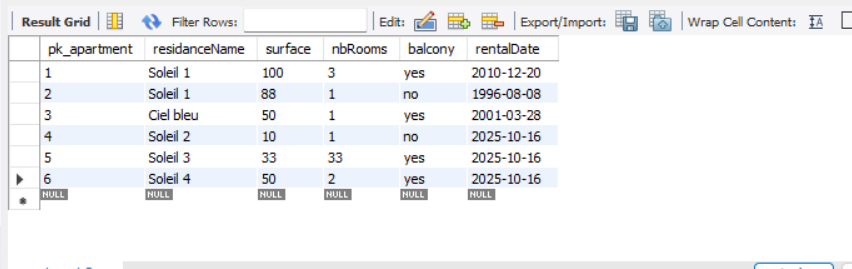 Result Grid Filter Rows: Edit: Export/Import: Wrap Cell Content:
pk_apartment residanceName surface nbRooms balcony rentalDate
1 Soleil 1 100 3 yes 2010-12-20
2 Soleil 1 88 1 no 1996-08-08
3 Ciel bleu 50 1 yes 2001-03-28
4 Soleil 2 10 1 no 2025-10-16
5 Soleil 3 33 33 yes 2025-10-16
6 Soleil 4 50 2 yes 2025-10-16
NULL NULL NULL NULL NULL NULL